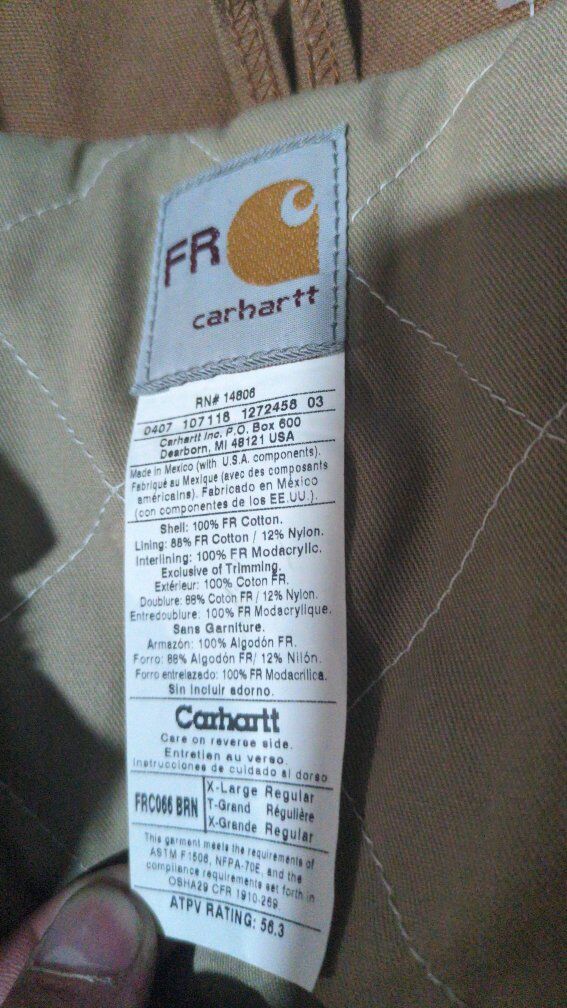 FR
carhartt
RN# 14806
0407 107118 1272458 03
Carhartt Inc. P.O. Box 600
Dearborn, MI 48121 USA
Made in Mexico (with U.S.A. components).
Fabriqué au Mexique (avec des composants
américains). Fabricado en México
(con componentes de los EE.UU.).
Shell: 100% FR Cotton.
Lining: 88% FR Cotton / 12% Nylon.
Interlining: 100% FR Modacrylic.
Exclusive of Trimming.
Extérieur: 100% Coton FR.
Doublure: 88% Coton FR / 12% Nylon.
Entredoublure: 100% FR Modacrylique.
Sans Garniture.
Armazón: 100% Algodón FR.
Forro: 88% Algodón FR/ 12% Nilón.
Forro entrelazado: 100% FR Modacrilica.
Sin incluir adorno.
Carhartt
Care on reverse side.
Entretien au verso.
Instrucciones de cuidado al dorso
FRC066 BRN
X-Large Regular
T-Grand Régulière
X-Grande Regular
This garment meets the requirements of
ASTM F1506, NFPA-70E, and the
compliance requirements set forth in
OSHA29 CFR 1910-269
ATPV RATING: 56.3